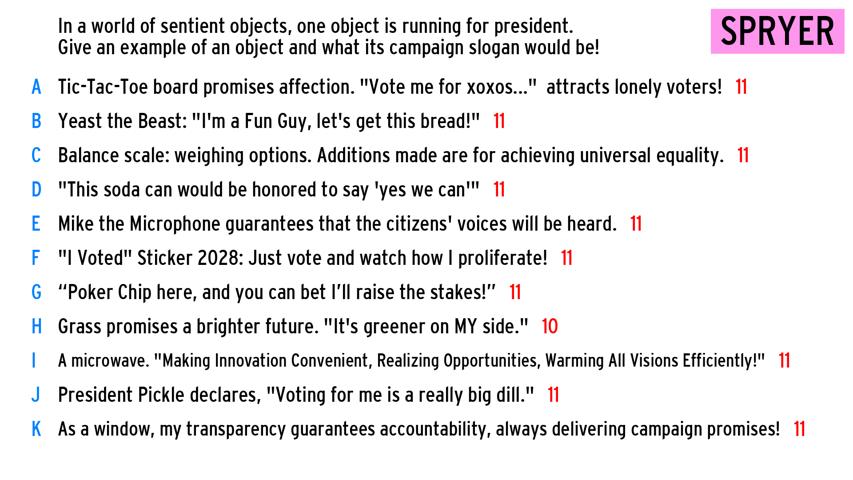 In a world of sentient objects, one object is running for president.
Give an example of an object and what its campaign slogan would be!
SPRYER
A Tic-Tac-Toe board promises affection. "Vote me for xoxos..." attracts lonely voters! 11
B Yeast the Beast: "I'm a Fun Guy, let's get this bread!" 11
C Balance scale: weighing options. Additions made are for achieving universal equality. 11
D "This soda can would be honored to say 'yes we can'" 11
E Mike the Microphone guarantees that the citizens' voices will be heard. 11
F "I Voted" Sticker 2028: Just vote and watch how I proliferate! 11
G “Poker Chip here, and you can bet I’ll raise the stakes!” 11
H Grass promises a brighter future. "It's greener on MY side." 10
I A microwave. "Making Innovation Convenient, Realizing Opportunities, Warming All Visions Efficiently!" 11
J President Pickle declares, "Voting for me is a really big dill." 11
K As a window, my transparency guarantees accountability, always delivering campaign promises! 11